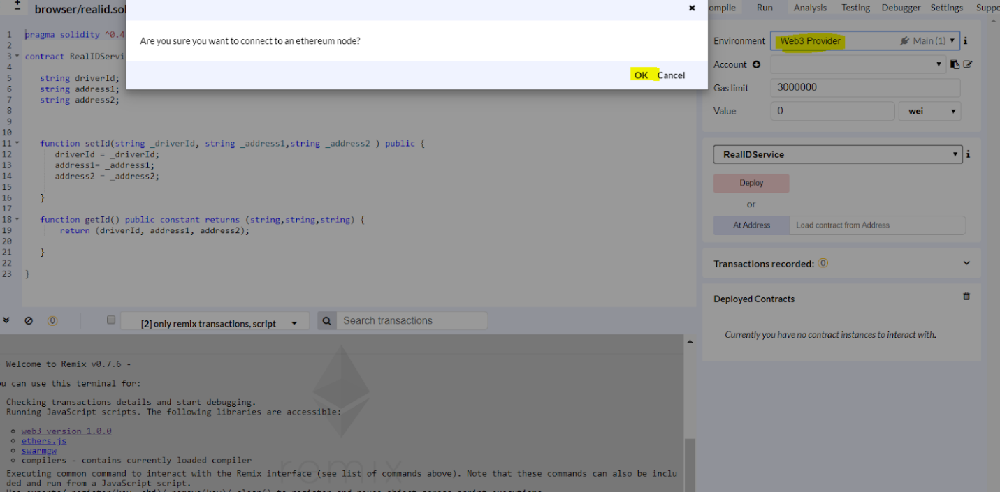 browser/realid.sol
ompile Run Analysis Testing Debugger Settings Suppo
Are you sure you want to connect to an ethereum node?
OK Cancel
1 pragma solidity ^0.4
2
3 contract RealIDServi
4
5 string driverId;
6 string address1;
7 string address2;
8
9
10
11 function setId(string _driverId, string _address1,string _address2 ) public {
12 driverId = _driverId;
13 address1= _address1;
14 address2 = _address2;
15
16 }
17
18 function getId() public constant returns (string,string,string) {
19 return (driverId, address1, address2);
20
21 }
22
23 }
Environment Web3 Provider Main (1)
Account
Gas limit 3000000
Value 0 wei
RealIDService
Deploy
or
At Address Load contract from Address
Transactions recorded: 0
Deployed Contracts
Currently you have no contract instances to interact with.
0 [2] only remix transactions, script Search transactions
Welcome to Remix v0.7.6 -
ou can use this terminal for:
Checking transactions details and start debugging.
Running JavaScript scripts. The following libraries are accessible:
web3 version 1.0.0
ethers.js
swarmgw
compilers - contains currently loaded compiler
remix
Executing common command to interact with the Remix interface (see list of commands above). Note that these commands can also be inclu
ded and run from a JavaScript script.